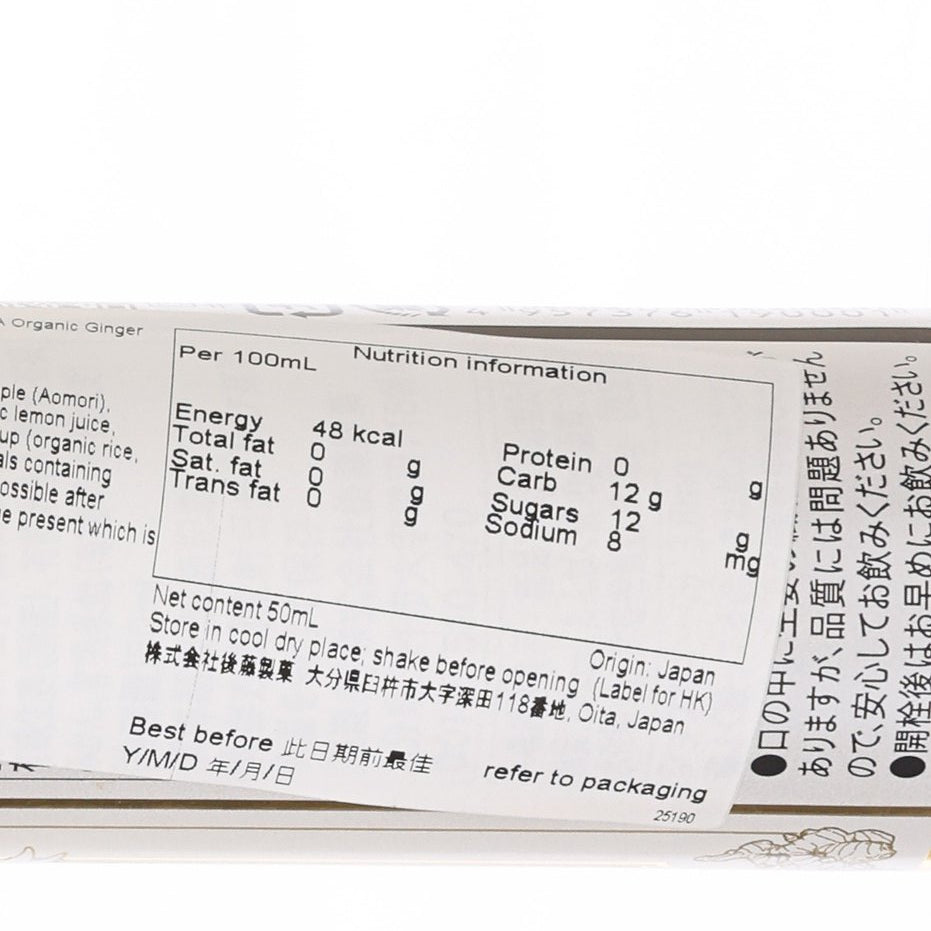 A Organic Ginger
ple (Aomori),
c lemon juice,
up (organic rice,
als containing
ossible after
e present which is
Per 100mL Nutrition information
Energy 48 kcal
Total fat 0 g
Sat. fat 0 g
Trans fat 0 g
Protein 0 g
Carb 12 g
Sugars 12 g
Sodium 8 mg
Net content 50mL
Origin: Japan
Store in cool dry place; shake before opening (Label for HK)
株式会社後藤製菓 大分県臼杵市大字深田118番地, Oita, Japan
Best before 此日期前最佳
Y/M/D 年/月/日
refer to packaging
25190
ありますが、品質には問題ありません
ので、安心してお飲みください。
●開栓後はお早めにお飲みください。